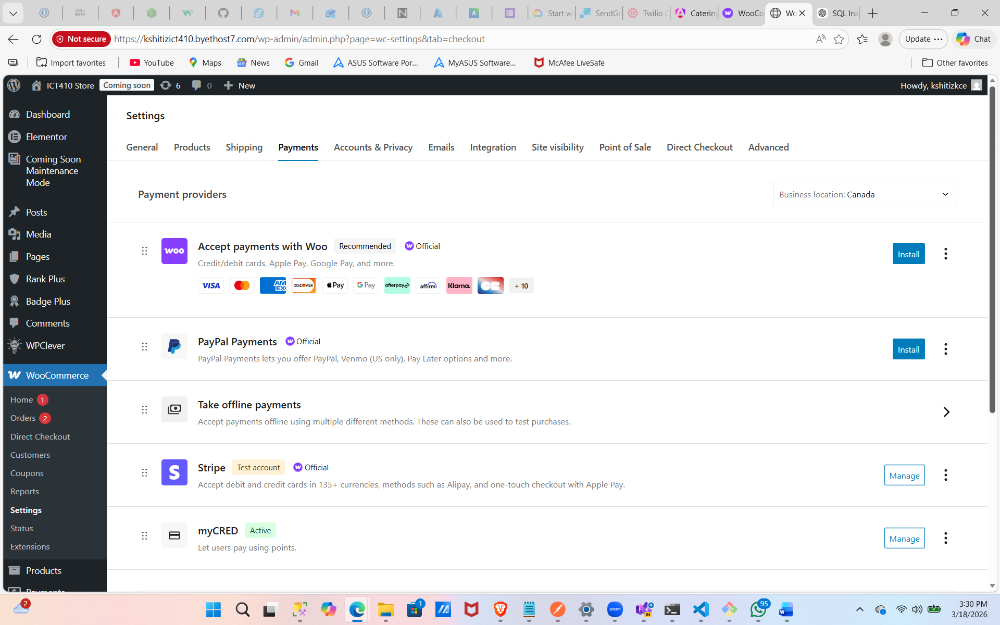 Start wi
SendGr
Twilio
Catering
WooCo
Wo
SQL Ins
Not secure
https://kshitizict410.byethost7.com/wp-admin/admin.php?page=wc-settings&tab=checkout
Update
Chat
Import favorites
YouTube
Maps
News
Gmail
ASUS Software Por...
MyASUS Software...
McAfee LiveSafe
Other favorites
ICT410 Store
Coming soon
6
0
New
Howdy, kshitizkce
Dashboard
Elementor
Coming Soon
Maintenance
Mode
Posts
Media
Pages
Rank Plus
Badge Plus
Comments
WPClever
WooCommerce
Home 1
Orders 2
Direct Checkout
Customers
Coupons
Reports
Settings
Status
Extensions
Products
Settings
General
Products
Shipping
Payments
Accounts & Privacy
Emails
Integration
Site visibility
Point of Sale
Direct Checkout
Advanced
Payment providers
Business location: Canada
woo
Accept payments with Woo
Recommended
Official
Credit/debit cards, Apple Pay, Google Pay, and more.
VISA
AM EX
DISCOVER
Pay
G Pay
afterpay
affirm
Klarna.
CB
+ 10
Install
PayPal Payments
Official
PayPal Payments lets you offer PayPal, Venmo (US only), Pay Later options and more.
Install
Take offline payments
Accept payments offline using multiple different methods. These can also be used to test purchases.
S
Stripe
Test account
Official
Accept debit and credit cards in 135+ currencies, methods such as Alipay, and one-touch checkout with Apple Pay.
Manage
myCRED
Active
Let users pay using points.
Manage
2
1
zoom
95
3:30 PM
3/18/2026